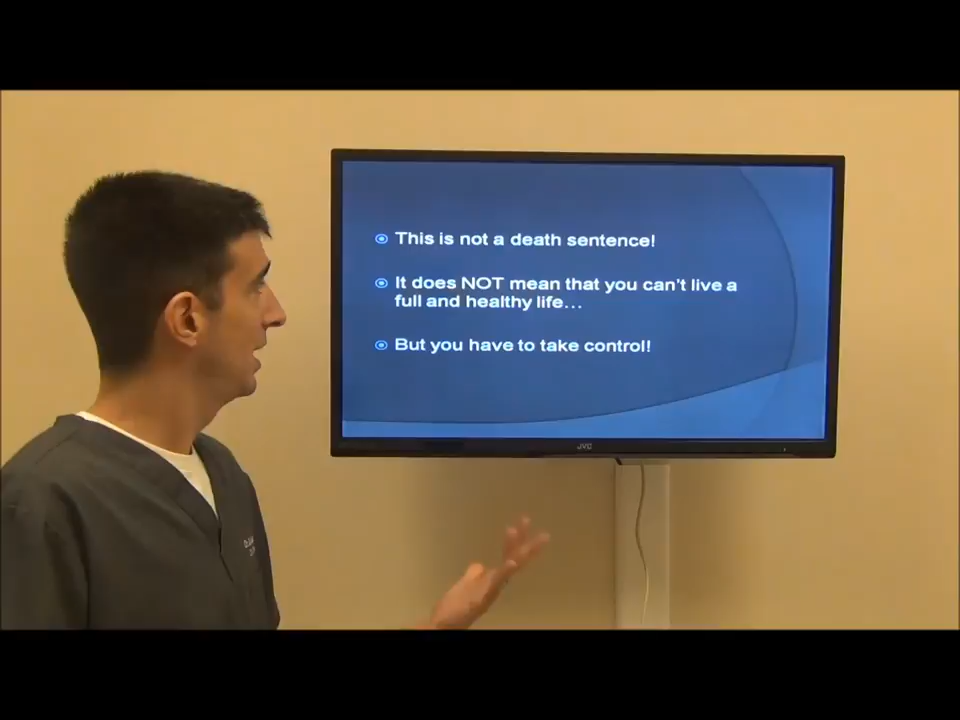 This is not a death sentence!
It does NOT mean that you can't live a
full and healthy life...
But you have to take control!
JVC